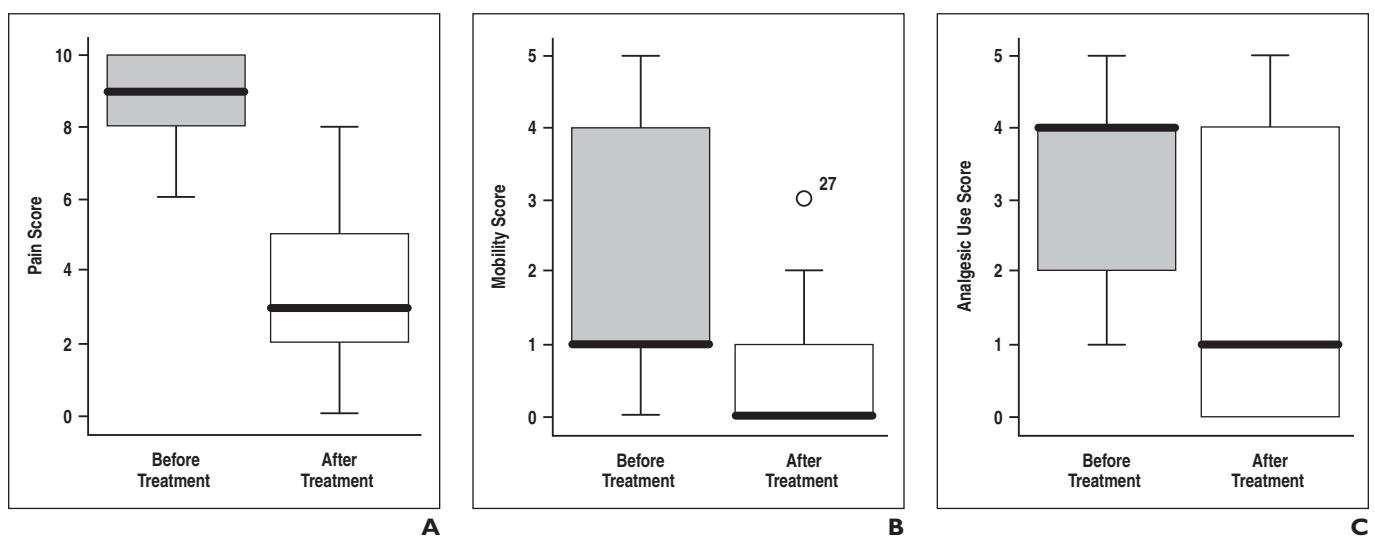 Pain Score
10
8
6
4
2
0
Before
Treatment
After
Treatment
A
Mobility Score
5
4
3
2
1
0
27
Before
Treatment
After
Treatment
B
Analgesic Use Score
5
4
3
2
1
0
Before
Treatment
After
Treatment
C